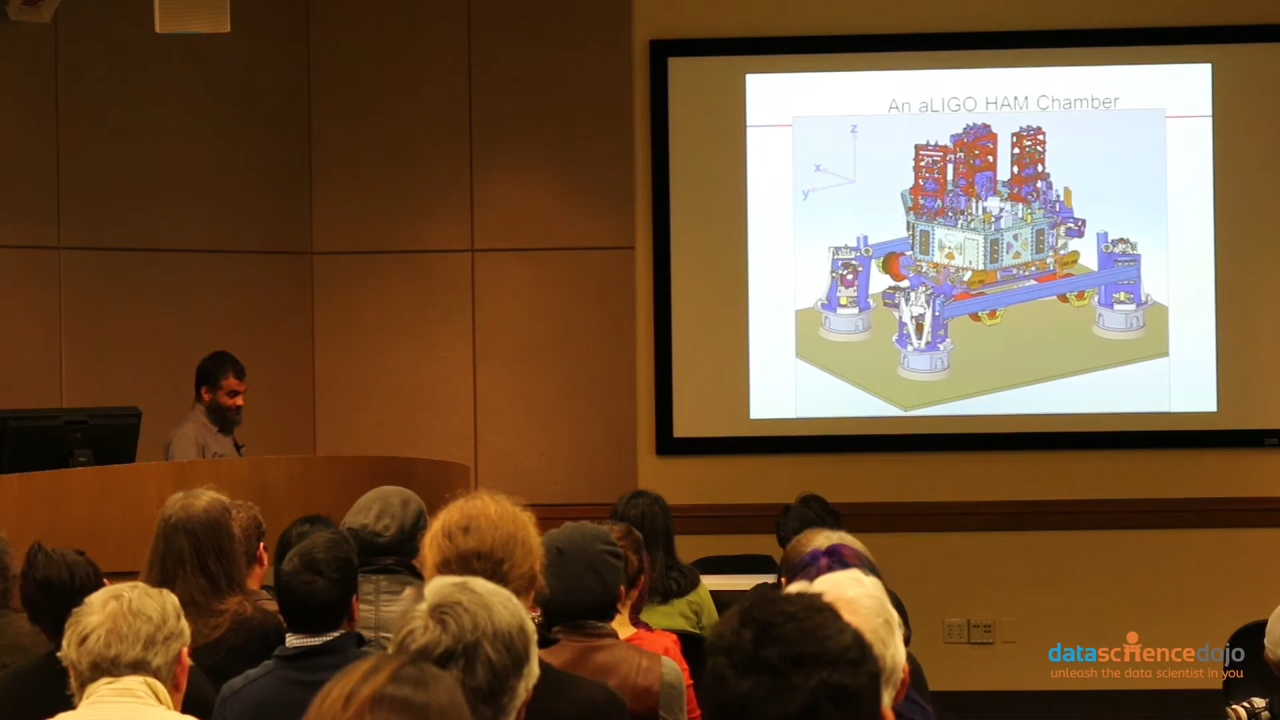 An aLIGO HAM Chamber
z
x
y
datasciencedojo
unleash the data scientist in you